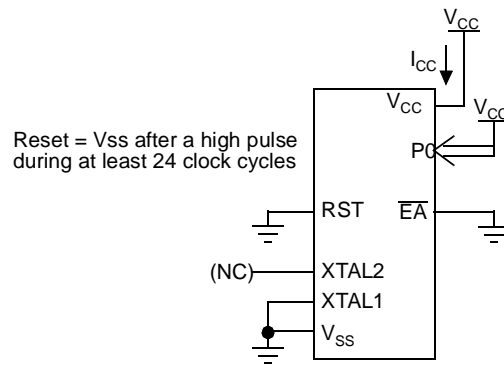 VCC
ICC
VCC
VCC
Reset = Vss after a high pulse
during at least 24 clock cycles
P0
RST
EA
(NC)
XTAL2
XTAL1
VSS